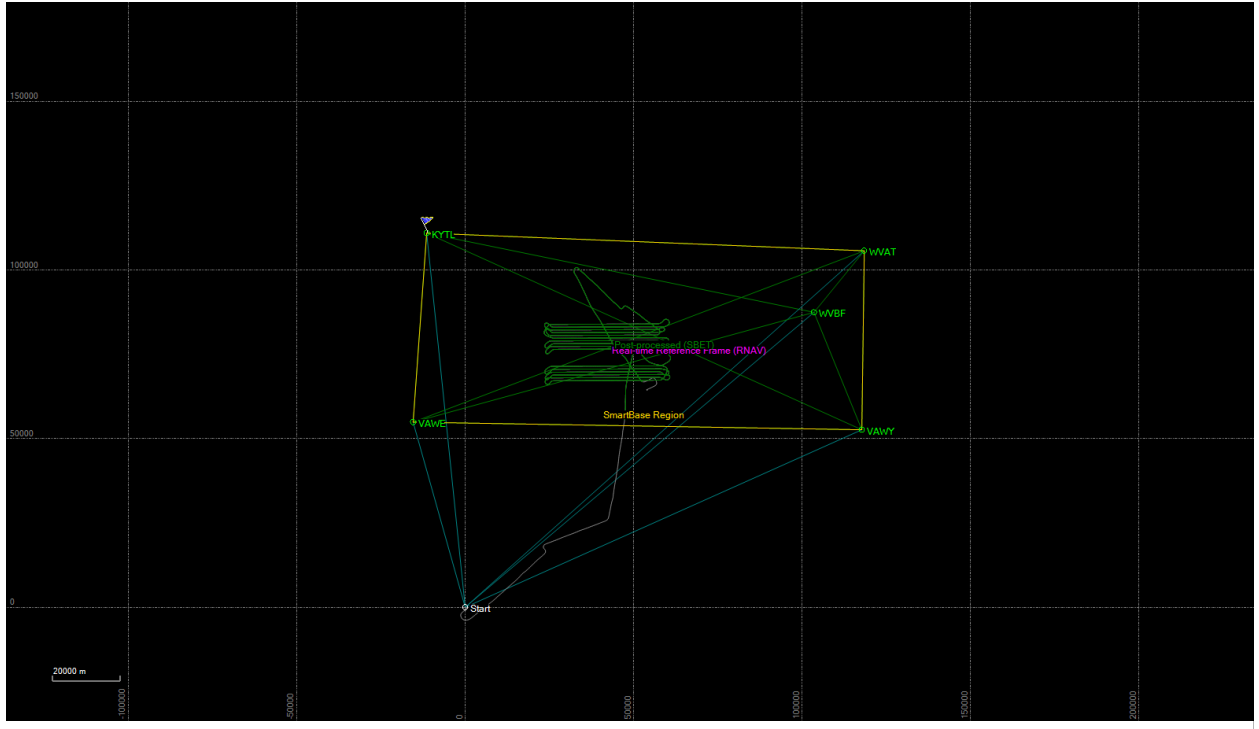 150000
KYTL
WVAT
100000
WVBF
Post-processed (SBET)
Real-time Reference Frame (RNAV)
SmartBase Region
VAWE
VAWY
50000
0
Start
20000 m
-100000
-50000
0
50000
100000
150000
200000